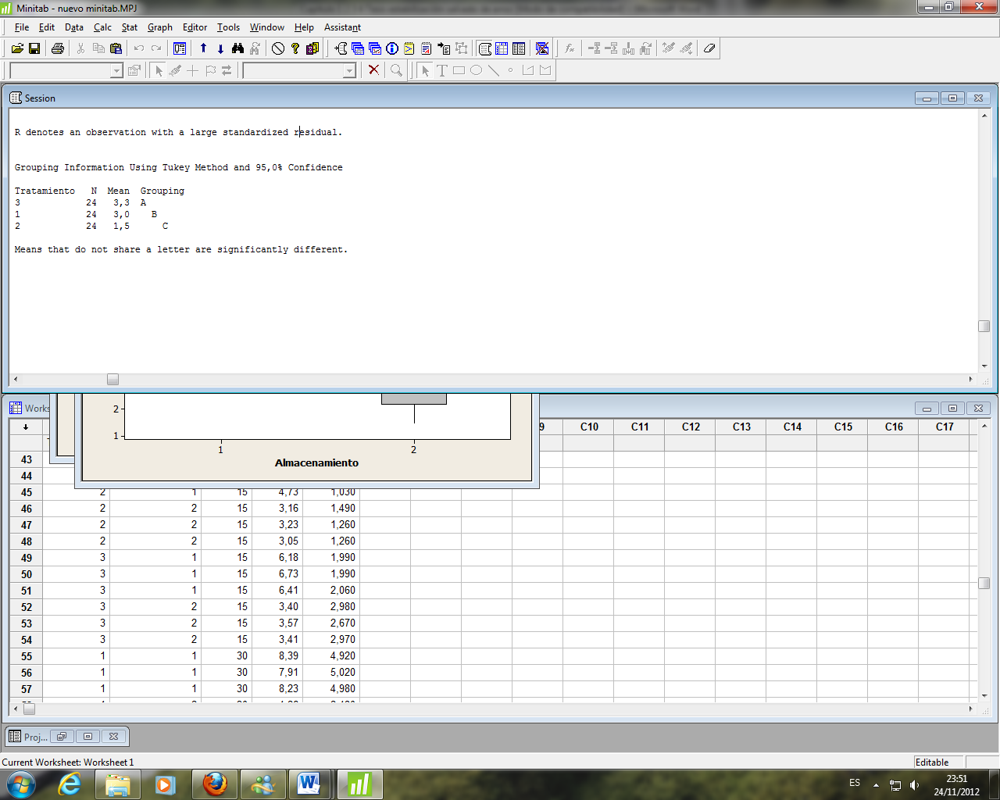 Minitab - nuevo minitab.MPJ
File Edit Data Calc Stat Graph Editor Tools Window Help Assistant
Session
R denotes an observation with a large standardized residual.
Grouping Information Using Tukey Method and 95,0% Confidence
Tratamiento N Mean Grouping
3 24 3,3 A
1 24 3,0 B
2 24 1,5 C
Means that do not share a letter are significantly different.
Works
2
1
1 2
Almacenamiento
9 C10 C11 C12 C13 C14 C15 C16 C17
43
44
45 2 1 15 4,73 1,030
46 2 2 15 3,16 1,490
47 2 2 15 3,23 1,260
48 2 2 15 3,05 1,260
49 3 1 15 6,18 1,990
50 3 1 15 6,73 1,990
51 3 1 15 6,41 2,060
52 3 2 15 3,40 2,980
53 3 2 15 3,57 2,670
54 3 2 15 3,41 2,970
55 1 1 30 8,39 4,920
56 1 1 30 7,91 5,020
57 1 1 30 8,23 4,980
Proj...
Current Worksheet: Worksheet 1
Editable
ES
23:51
24/11/2012